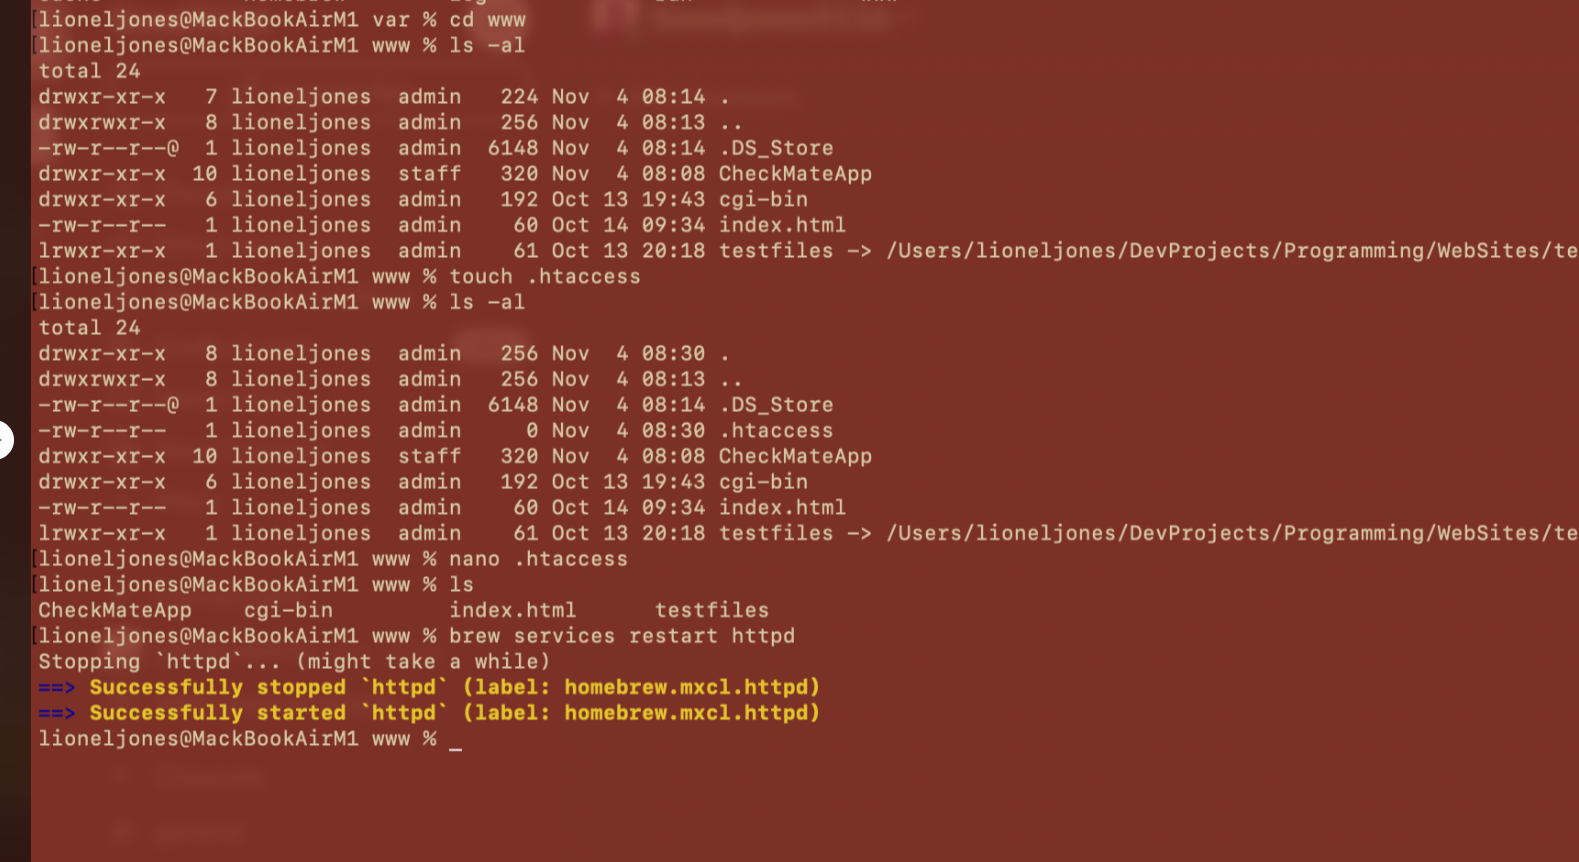 lioneljones@MackBookAirM1 var % cd www
lioneljones@MackBookAirM1 www % ls -al
total 24
drwxr-xr-x   7 lioneljones  admin   224 Nov  4 08:14 .
drwxrwxr-x   8 lioneljones  admin   256 Nov  4 08:13 ..
-rw-r--r--@  1 lioneljones  admin  6148 Nov  4 08:14 .DS_Store
drwxr-xr-x  10 lioneljones  staff   320 Nov  4 08:08 CheckMateApp
drwxr-xr-x   6 lioneljones  admin   192 Oct 13 19:43 cgi-bin
-rw-r--r--   1 lioneljones  admin    60 Oct 14 09:34 index.html
lrwxr-xr-x   1 lioneljones  admin    61 Oct 13 20:18 testfiles -> /Users/lioneljones/DevProjects/Programming/WebSites/te
lioneljones@MackBookAirM1 www % touch .htaccess
lioneljones@MackBookAirM1 www % ls -al
total 24
drwxr-xr-x   8 lioneljones  admin   256 Nov  4 08:30 .
drwxrwxr-x   8 lioneljones  admin   256 Nov  4 08:13 ..
-rw-r--r--@  1 lioneljones  admin  6148 Nov  4 08:14 .DS_Store
-rw-r--r--   1 lioneljones  admin     0 Nov  4 08:30 .htaccess
drwxr-xr-x  10 lioneljones  staff   320 Nov  4 08:08 CheckMateApp
drwxr-xr-x   6 lioneljones  admin   192 Oct 13 19:43 cgi-bin
-rw-r--r--   1 lioneljones  admin    60 Oct 14 09:34 index.html
lrwxr-xr-x   1 lioneljones  admin    61 Oct 13 20:18 testfiles -> /Users/lioneljones/DevProjects/Programming/WebSites/te
lioneljones@MackBookAirM1 www % nano .htaccess
lioneljones@MackBookAirM1 www % ls
CheckMateApp    cgi-bin         index.html      testfiles
lioneljones@MackBookAirM1 www % brew services restart httpd
Stopping `httpd`... (might take a while)
==> Successfully stopped `httpd` (label: homebrew.mxcl.httpd)
==> Successfully started `httpd` (label: homebrew.mxcl.httpd)
lioneljones@MackBookAirM1 www % _